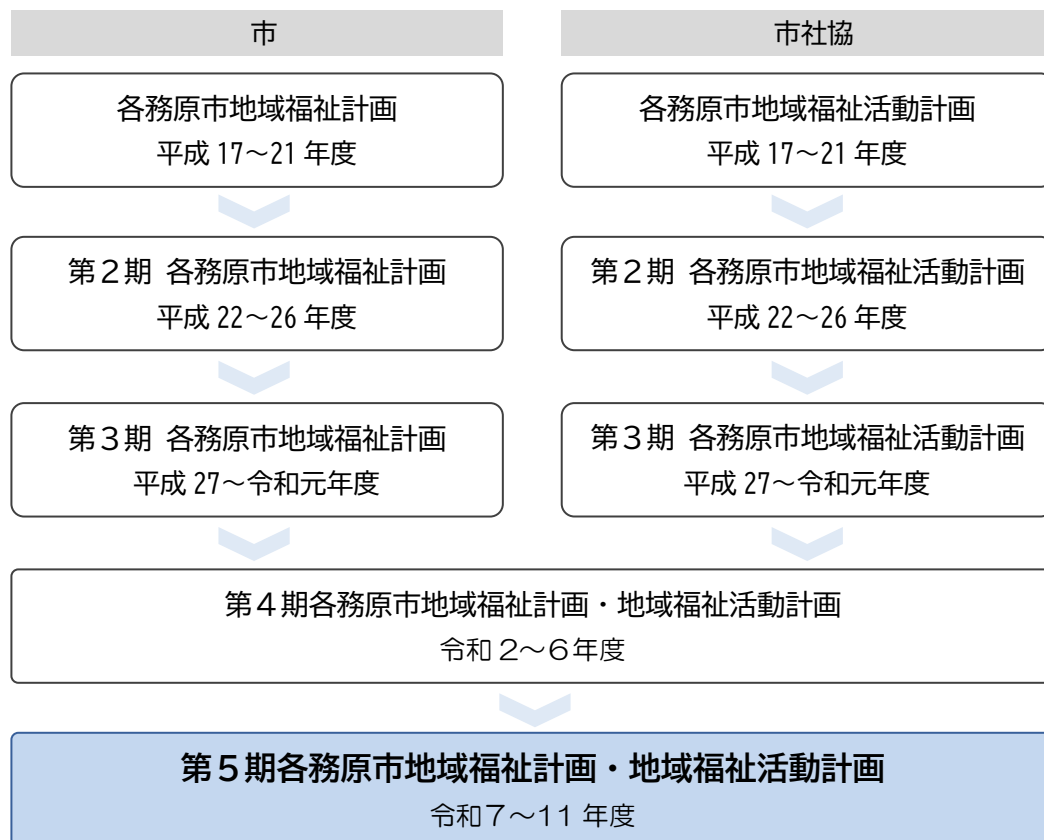 市
市社協
各務原市地域福祉計画
平成 17～21 年度
各務原市地域福祉活動計画
平成 17～21 年度
第２期 各務原市地域福祉計画
平成 22～26 年度
第２期 各務原市地域福祉活動計画
平成 22～26 年度
第３期 各務原市地域福祉計画
平成 27～令和元年度
第３期 各務原市地域福祉活動計画
平成 27～令和元年度
第４期各務原市地域福祉計画・地域福祉活動計画
令和２～６年度
第５期各務原市地域福祉計画・地域福祉活動計画
令和７～11 年度